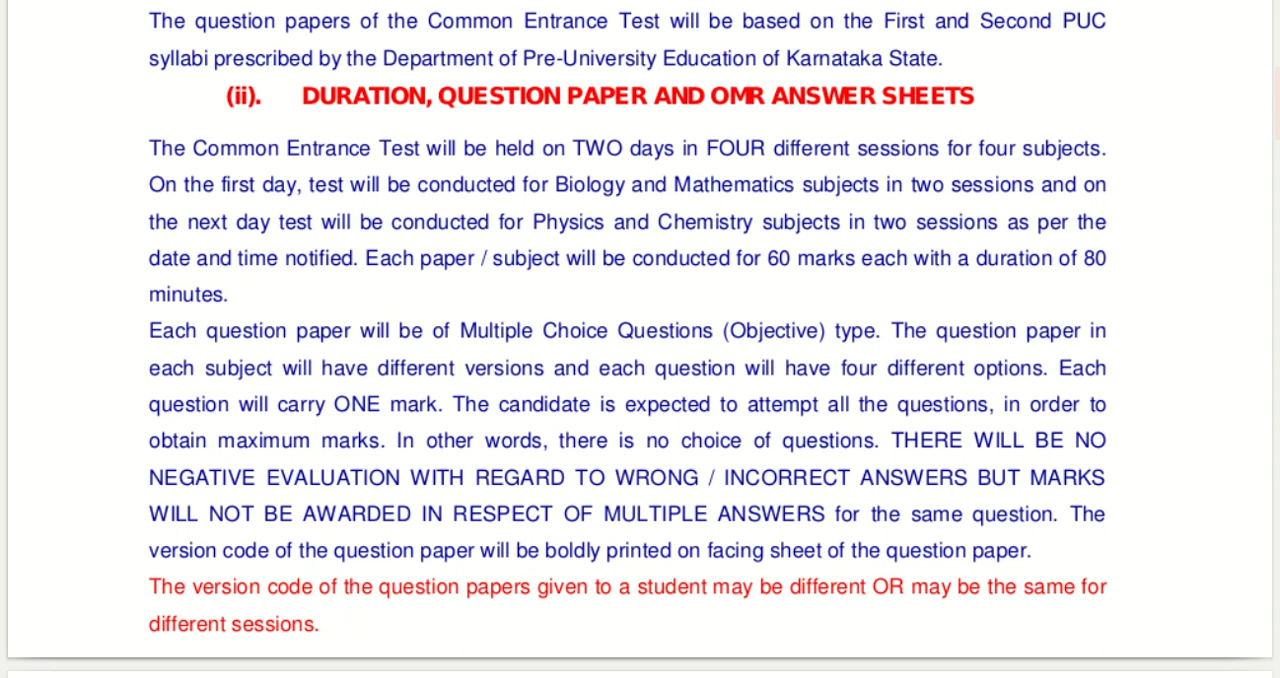 The question papers of the Common Entrance Test will be based on the First and Second PUC
syllabi prescribed by the Department of Pre-University Education of Karnataka State.
(ii). DURATION, QUESTION PAPER AND OMR ANSWER SHEETS
The Common Entrance Test will be held on TWO days in FOUR different sessions for four subjects.
On the first day, test will be conducted for Biology and Mathematics subjects in two sessions and on
the next day test will be conducted for Physics and Chemistry subjects in two sessions as per the
date and time notified. Each paper / subject will be conducted for 60 marks each with a duration of 80
minutes.
Each question paper will be of Multiple Choice Questions (Objective) type. The question paper in
each subject will have different versions and each question will have four different options. Each
question will carry ONE mark. The candidate is expected to attempt all the questions, in order to
obtain maximum marks. In other words, there is no choice of questions. THERE WILL BE NO
NEGATIVE EVALUATION WITH REGARD TO WRONG / INCORRECT ANSWERS BUT MARKS
WILL NOT BE AWARDED IN RESPECT OF MULTIPLE ANSWERS for the same question. The
version code of the question paper will be boldly printed on facing sheet of the question paper.
The version code of the question papers given to a student may be different OR may be the same for
different sessions.